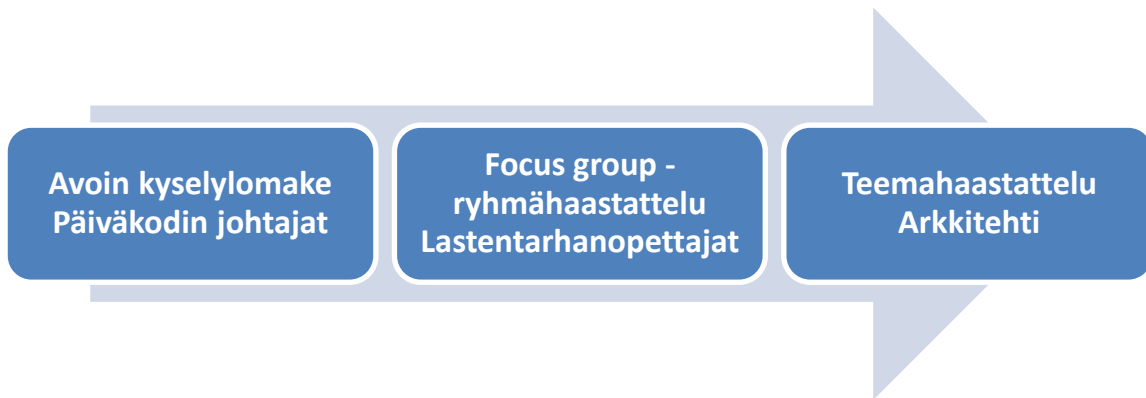 Avoin kyselylomake
Päiväkodin johtajat
Focus group -
ryhmähaastattelu
Lastentarhanopettajat
Teemahaastattelu
Arkkitehti